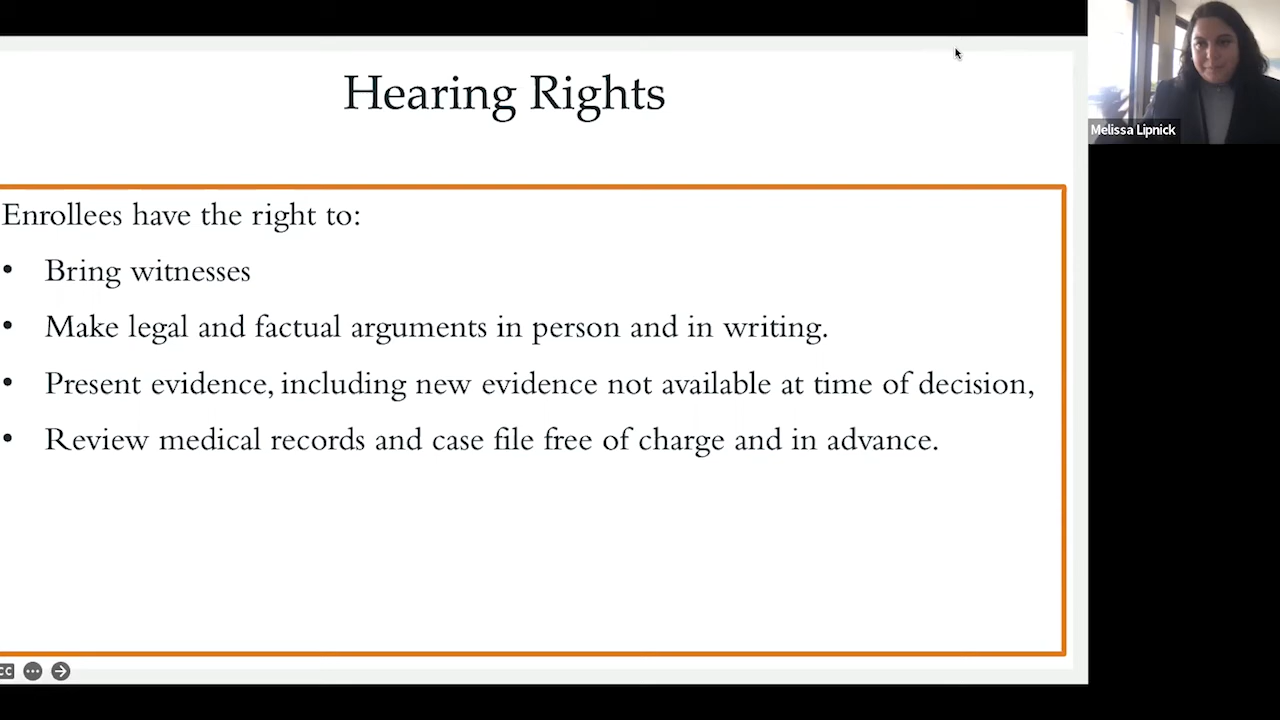 Hearing Rights
Melissa Lipnick
Enrollees have the right to:
• Bring witnesses
• Make legal and factual arguments in person and in writing.
• Present evidence, including new evidence not available at time of decision,
• Review medical records and case file free of charge and in advance.
CC